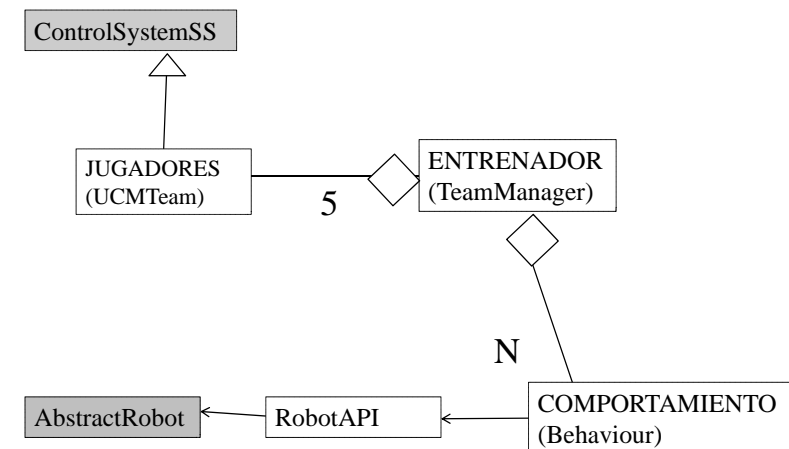 ControlSystemSS
JUGADORES
(UCMTeam)
5
ENTRENADOR
(TeamManager)
N
AbstractRobot
RobotAPI
COMPORTAMIENTO
(Behaviour)